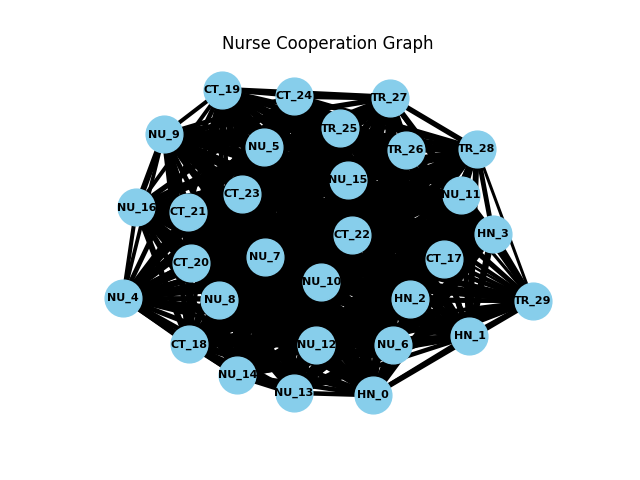 Nurse Cooperation Graph
CT_19
CT_24
TR_27
TR_25
NU_9
NU_5
TR_26
TR_28
NU_15
CT_23
NU_11
NU_16
CT_21
CT_22
HN_3
NU_7
CT_20
CT_17
NU_10
NU_4
NU_8
HN_2
TR_29
HN_1
CT_18
NU_12
NU_6
NU_14
NU_13
HN_0